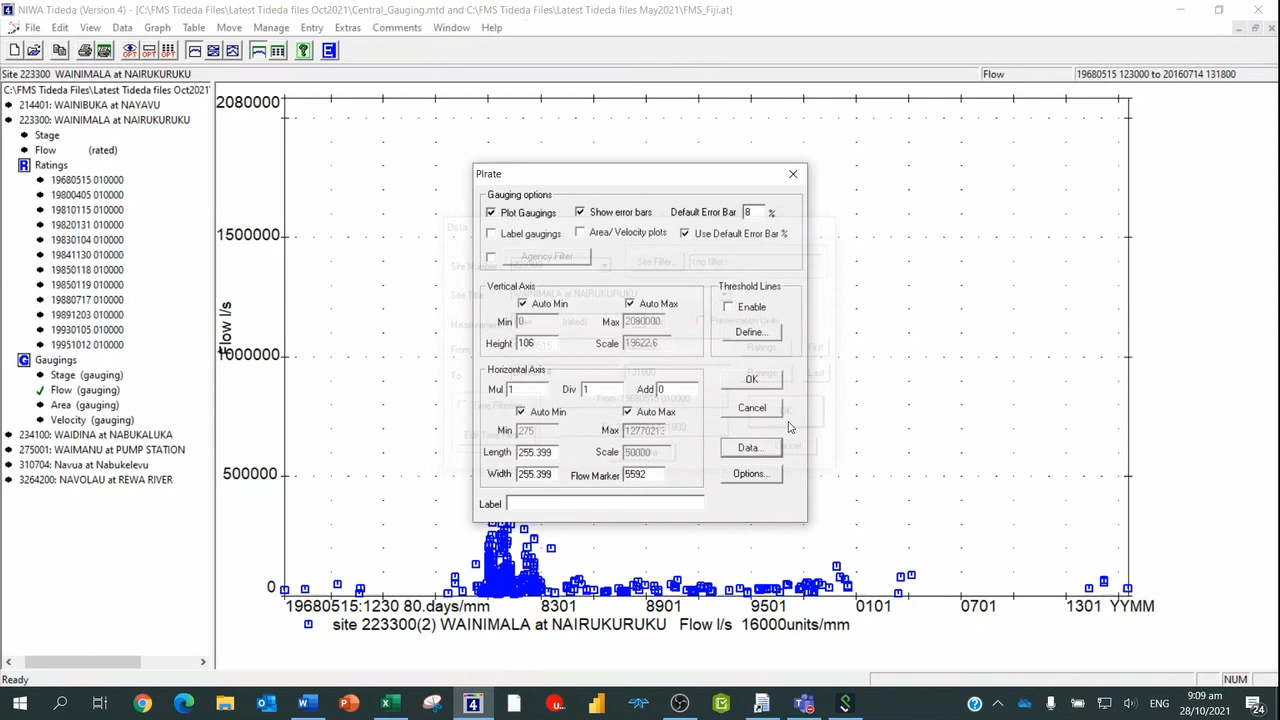 NIWA Tideda (Version 4) - [C:\FMS Tideda Files\Latest Tideda files Oct2021\Central_Gauging.mtd and C:\FMS Tideda Files\Latest Tideda files May2021\FMS_Fiji.at]
File Edit View Data Graph Table Move Manage Entry Extras Comments Window Help
Site 223300 WAINIMALA at NAIRUKURUKU Flow 19680515 123000 to 20160714 131800
C:\FMS Tideda Files\Latest Tideda files Oct2021\
214401: WAINIBUKA at NAYAVU
223300: WAINIMALA at NAIRUKURUKU
Stage
Flow (rated)
R Ratings
19680515 010000
19800405 010000
19810115 010000
19820131 010000
19830104 010000
19841130 010000
19850118 010000
19850119 010000
19880717 010000
19891203 010000
19930105 010000
19951012 010000
G Gaugings
Stage (gauging)
Flow (gauging)
Area (gauging)
Velocity (gauging)
234100: WAIDINA at NABUKALUKA
275001: WAIMANU at PUMP STATION
310704: Navua at Nabukelevu
3264200: NAVOLAU at REWA RIVER
2080000
1500000
1000000
500000
0
Flow l/s
Plrate
Gauging options
Plot Gaugings Show error bars Default Error Bar 8 %
Label gaugings Area/ Velocity plots Use Default Error Bar %
Agency Filter
Vertical Axis Threshold Lines
Auto Min Auto Max Enable
Min 0 Max 2080000. Define...
Height 106 Scale 19622.6
Horizontal Axis
Mul 1 Div 1 Add 0 OK
Auto Min Auto Max Cancel
Min 275 Max
Length 255.399 Scale 50000 Data...
Width 255.399 Flow Marker 5592 Options...
Label
19680515:1230 80.days/mm 8301 8901 9501 0101 0701 1301 YYMM
site 223300(2) WAINIMALA at NAIRUKURUKU Flow l/s 16000units/mm
Ready NUM
ENG
9:09 am
28/10/2021
24